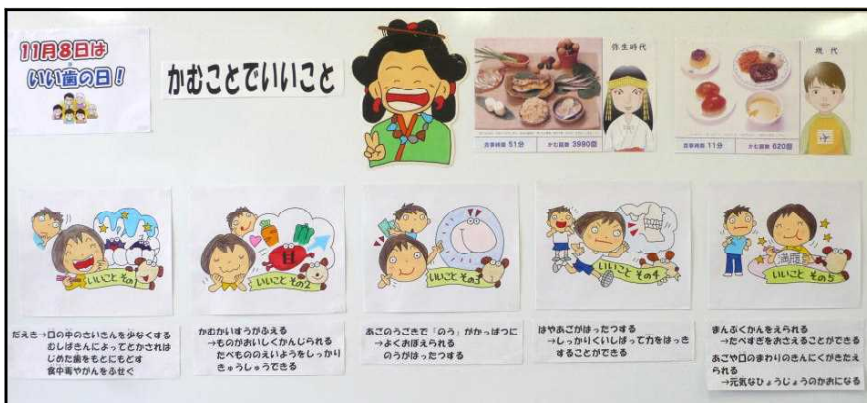 11月8日は
いい歯の日！
かむことでいいこと
弥生時代
食事時間 51分 かむ回数 3990回
現代
食事時間 11分 かむ回数 620回
いいこと その1
いいこと その2
いいこと その3
いいこと その4
満腹
いいこと その5
だえき→口の中のさいきんを少なくする
むしばきんによってとかされは
じめた歯をもとにもどす
食中毒やがんをふせぐ
かむかいすうがふえる
→ものがおいしくかんじられる
たべもののえいようをしっかり
きゅうしゅうできる
あごのうごきで「のう」がかっぱつに
→よくおぼえられる
のうがはったつする
はやあごがはったつする
→しっかりくいしばって力をはっき
することができる
まんぷくかんをえられる
→たべすぎをおさえることができる
あごや口のまわりのきんにくがきたえ
られる
→元気なひょうじょうのかおになる